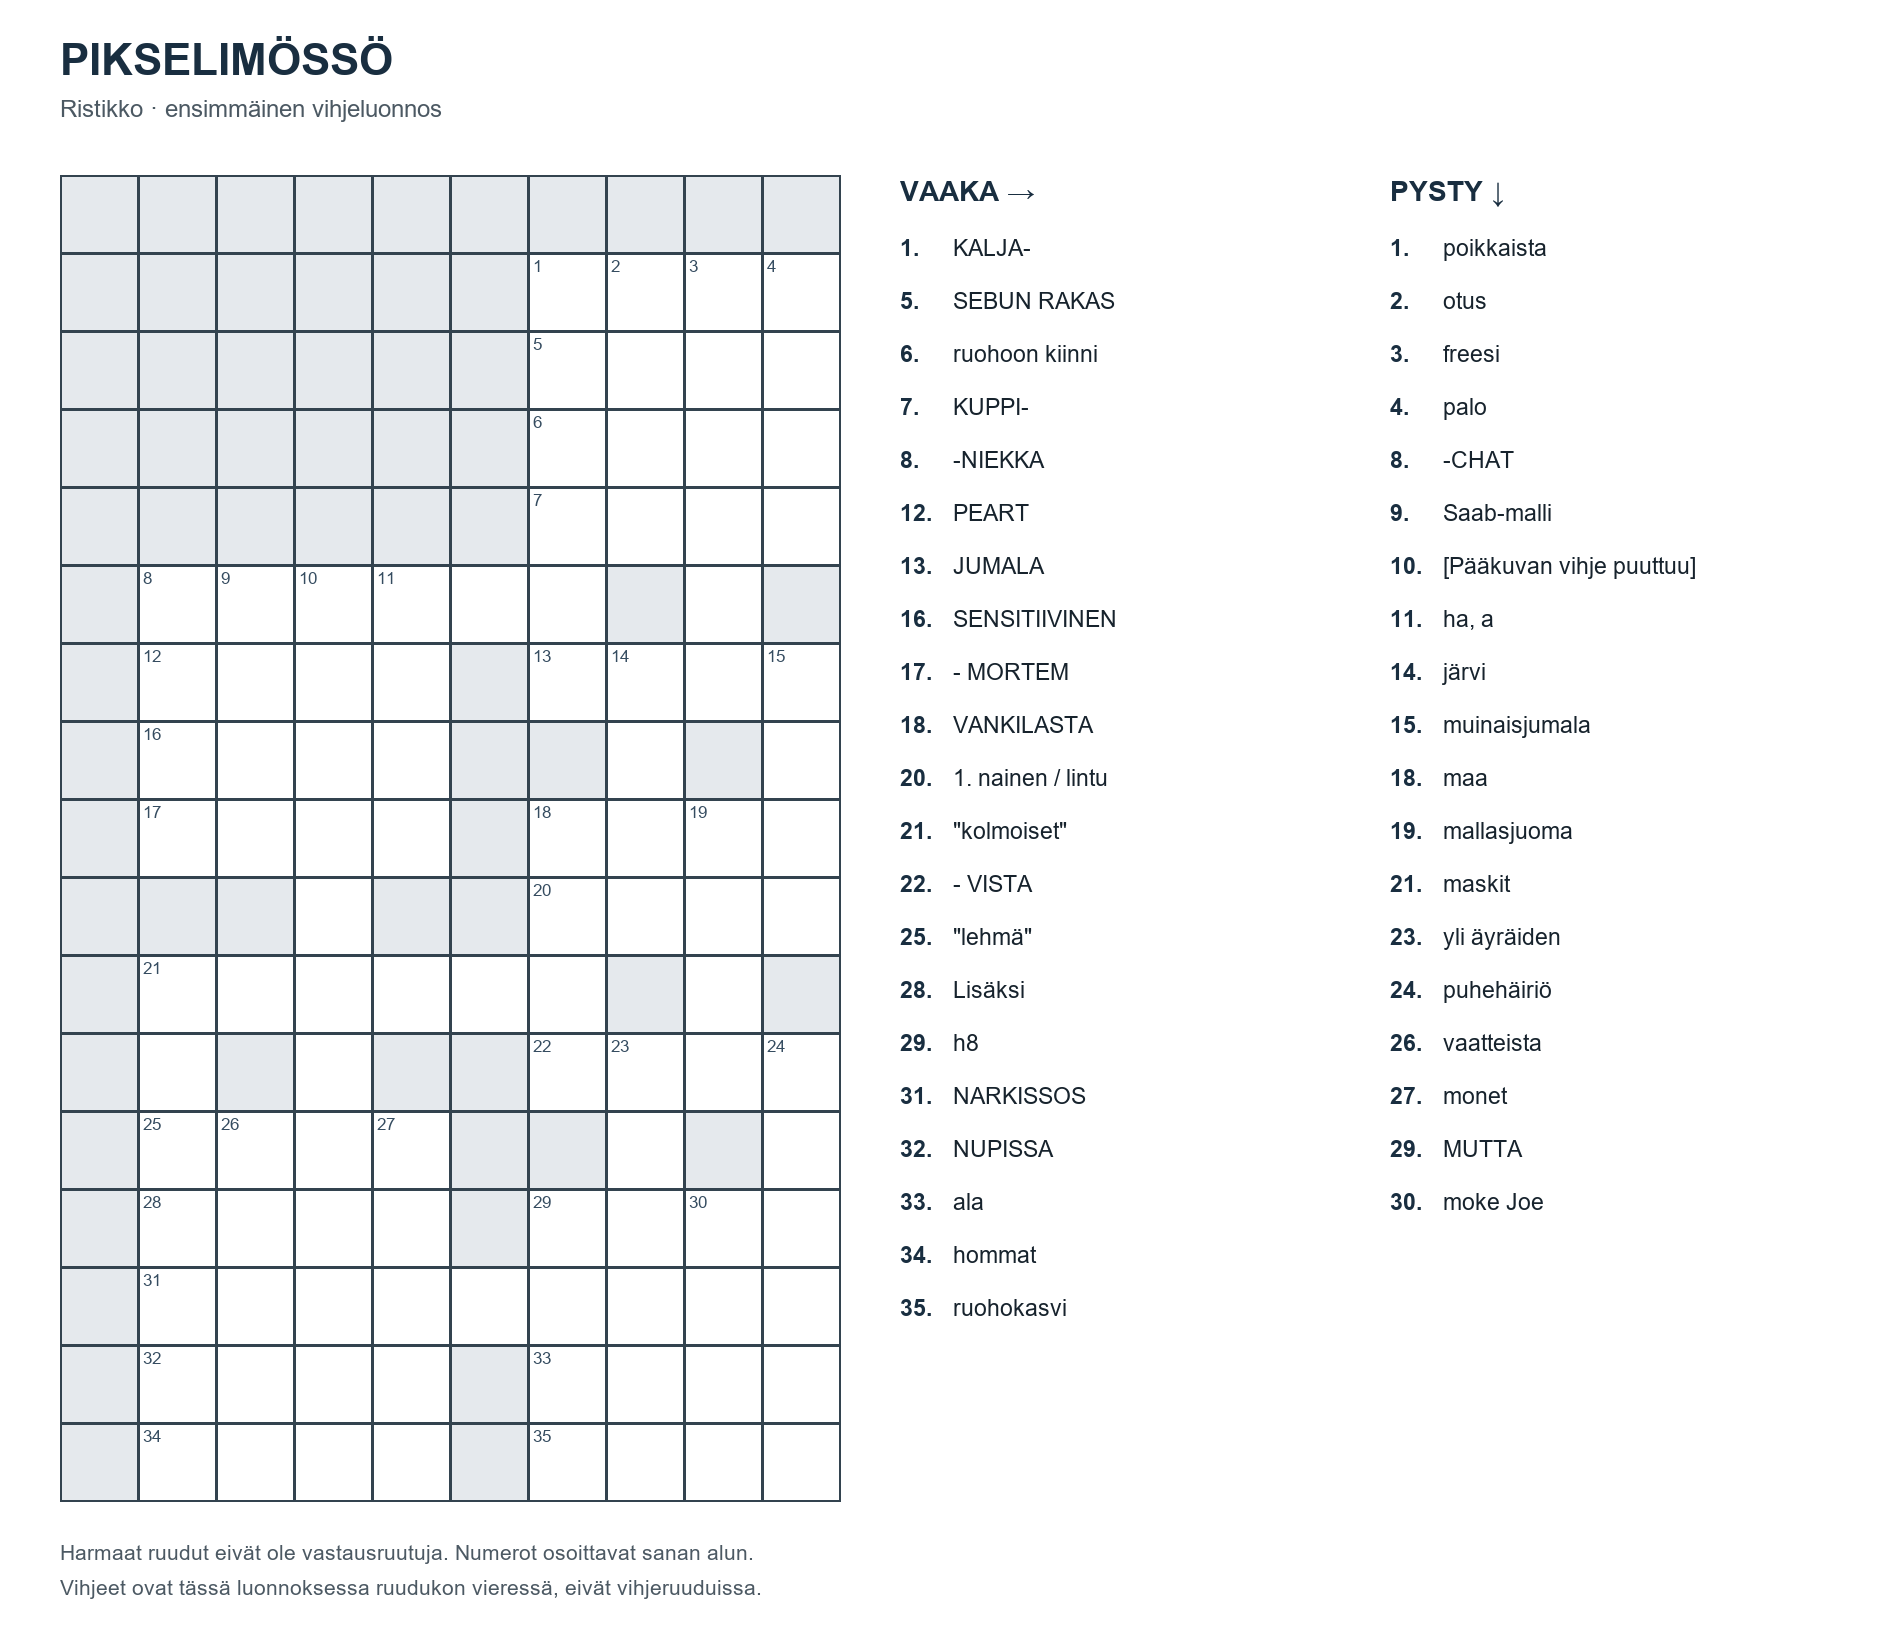 PIKSELIMÖSSÖ
Ristikko · ensimmäinen vihjeluonnos
1 2 3 4
5
6
7
8 9 10 11
12 13 14 15
16
17 18 19
20
21
22 23 24
25 26 27
28 29 30
31
32 33
34 35
VAAKA →
1. KALJA-
5. SEBUN RAKAS
6. ruohoon kiinni
7. KUPPI-
8. -NIEKKA
12. PEART
13. JUMALA
16. SENSITIIVINEN
17. - MORTEM
18. VANKILASTA
20. 1. nainen / lintu
21. "kolmoiset"
22. - VISTA
25. "lehmä"
28. Lisäksi
29. h8
31. NARKISSOS
32. NUPISSA
33. ala
34. hommat
35. ruohokasvi
PYSTY ↓
1. poikkaista
2. otus
3. freesi
4. palo
8. -CHAT
9. Saab-malli
10. [Pääkuvan vihje puuttuu]
11. ha, a
14. järvi
15. muinaisjumala
18. maa
19. mallasjuoma
21. maskit
23. yli äyräiden
24. puhehäiriö
26. vaatteista
27. monet
29. MUTTA
30. moke Joe
Harmaat ruudut eivät ole vastausruutuja. Numerot osoittavat sanan alun.
Vihjeet ovat tässä luonnoksessa ruudukon vieressä, eivät vihjeruuduissa.